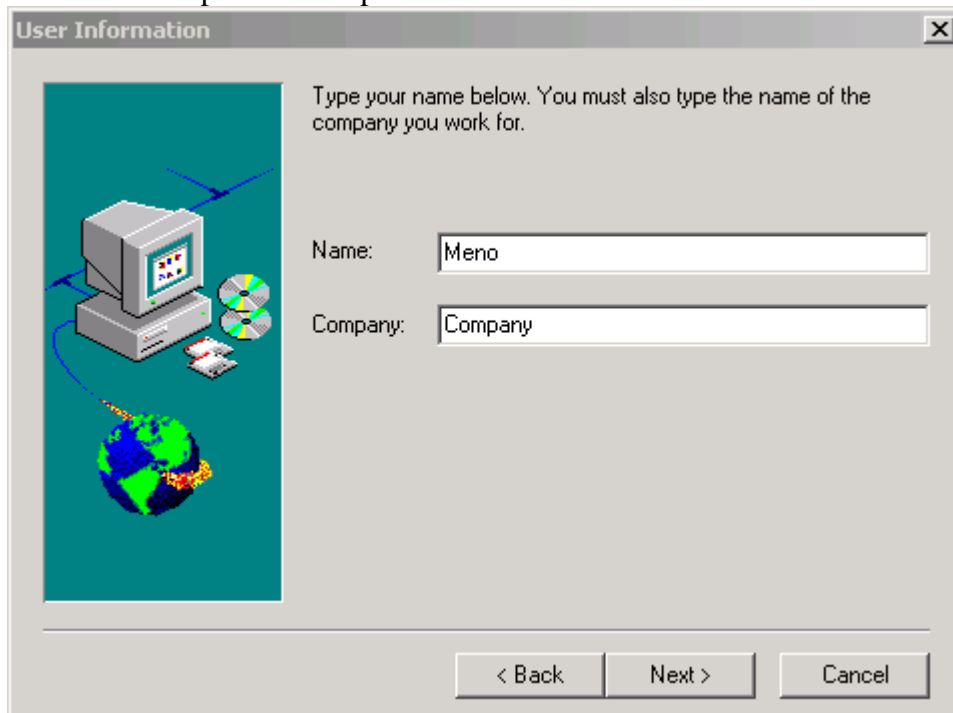 User Information
Type your name below. You must also type the name of the
company you work for.
Name: Meno
Company: Company
< Back Next > Cancel